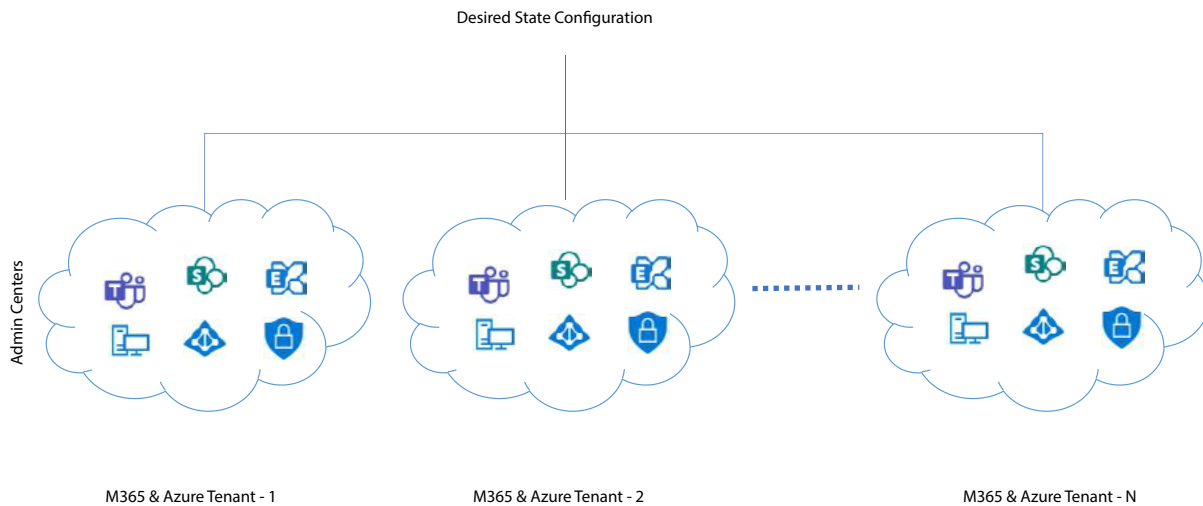 Desired State Configuration
Admin Centers
T
S
E
T
S
E
T
S
E
M365 & Azure Tenant - 1
M365 & Azure Tenant - 2
M365 & Azure Tenant - N